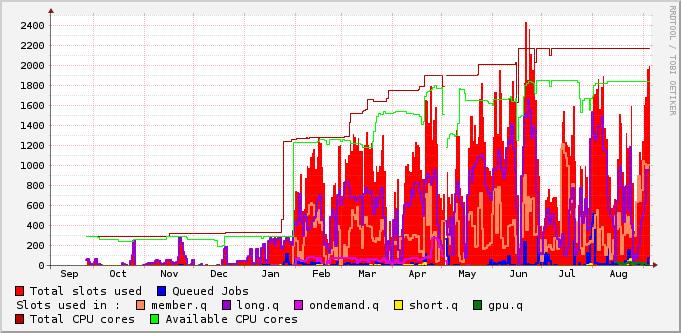 RRDTOOL / TOBI OETIKER
2400
2200
2000
1800
1600
1400
1200
1000
800
600
400
200
0
Sep Oct Nov Dec Jan Feb Mar Apr May Jun Jul Aug
Total slots used Queued Jobs
Slots used in : member.q long.q ondemand.q short.q gpu.q
Total CPU cores Available CPU cores